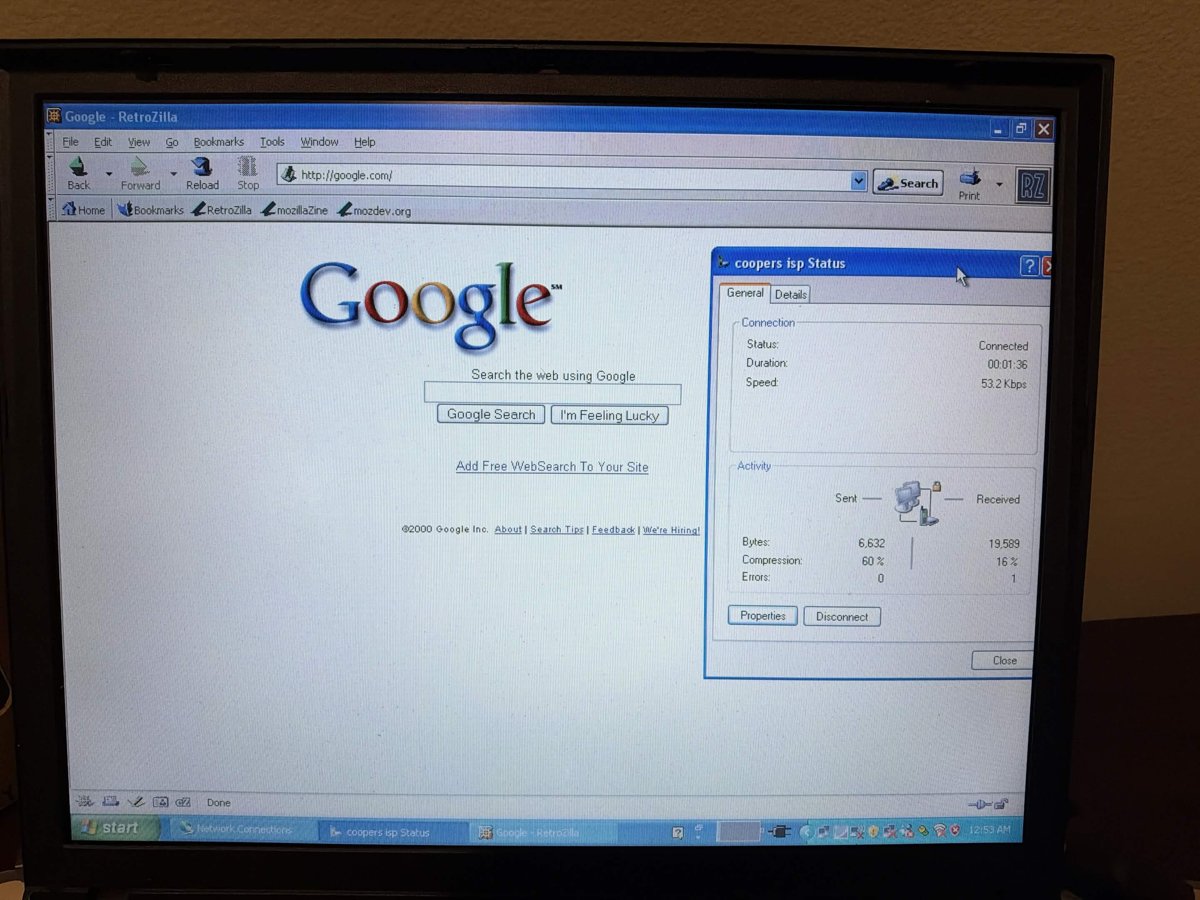 Google - RetroZilla
File Edit View Go Bookmarks Tools Window Help
Back Forward Reload Stop http://google.com/ Search Print RZ
Home Bookmarks RetroZilla mozillaZine mozdev.org
Google SM
Search the web using Google
Google Search I'm Feeling Lucky
Add Free WebSearch To Your Site
©2000 Google Inc. About | Search Tips | Feedback | We're Hiring!
coopers isp Status
General Details
Connection
Status: Connected
Duration: 00:01:36
Speed: 53.2 Kbps
Activity
Sent Received
Bytes: 6,632 19,589
Compression: 60 % 16 %
Errors: 0 1
Properties Disconnect
Close
Done
start Network Connections coopers isp Status Google - RetroZilla 12:53 AM